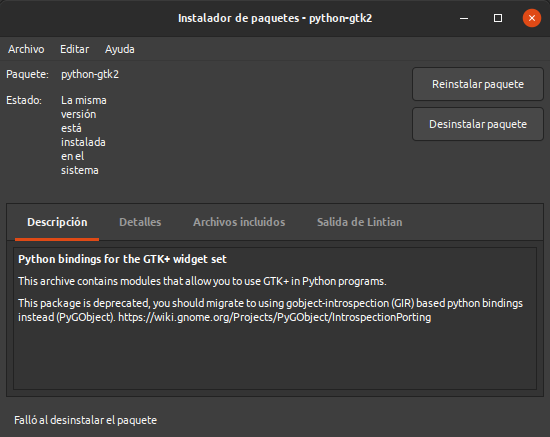 Instalador de paquetes - python-gtk2
Archivo Editar Ayuda
Paquete: python-gtk2
Reinstalar paquete
Estado: La misma
versión
está
instalada
en el
sistema
Desinstalar paquete
Descripción Detalles Archivos incluidos Salida de Lintian
Python bindings for the GTK+ widget set
This archive contains modules that allow you to use GTK+ in Python programs.
This package is deprecated, you should migrate to using gobject-introspection (GIR) based python bindings
instead (PyGObject). https://wiki.gnome.org/Projects/PyGObject/IntrospectionPorting
Falló al desinstalar el paquete